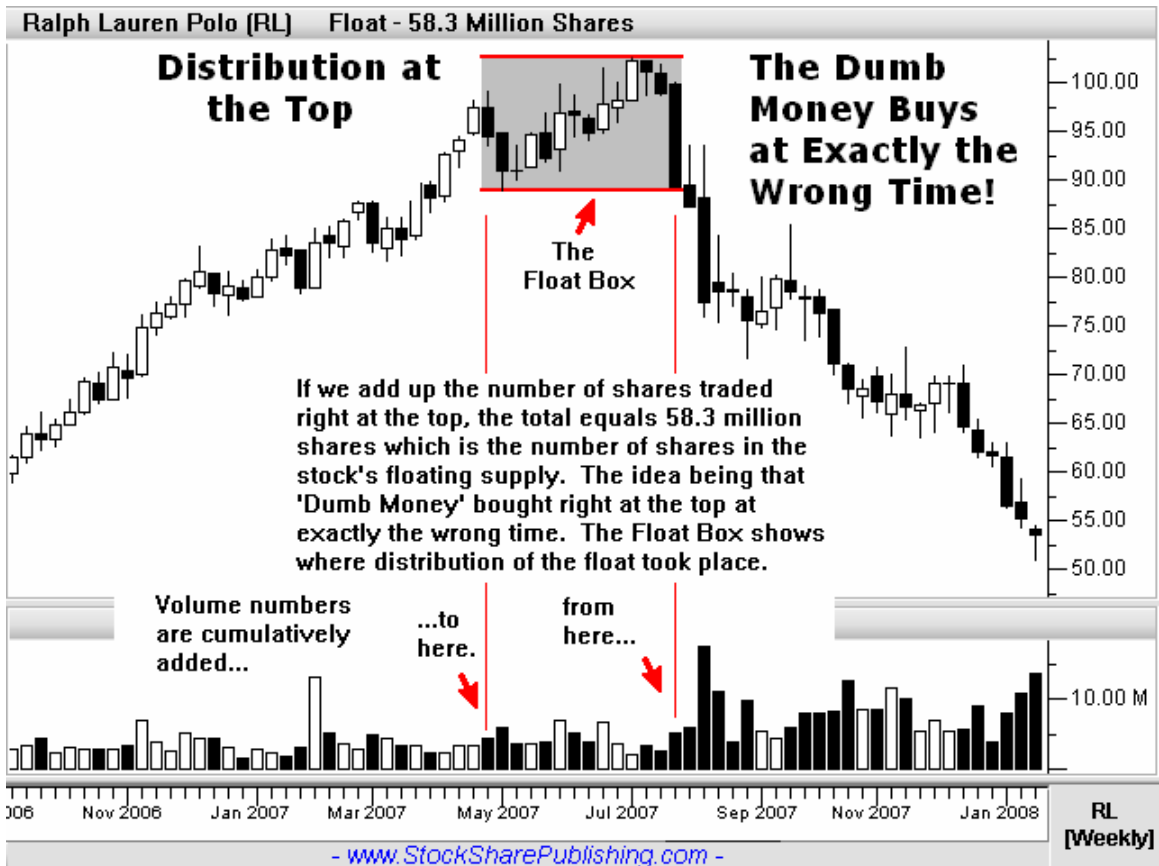 Ralph Lauren Polo (RL) Float - 58.3 Million Shares
Distribution at
the Top
The Dumb
Money Buys
at Exactly the
Wrong Time!
The
Float Box
If we add up the number of shares traded
right at the top, the total equals 58.3 million
shares which is the number of shares in the
stock's floating supply. The idea being that
'Dumb Money' bought right at the top at
exactly the wrong time. The Float Box shows
where distribution of the float took place.
100.00
95.00
90.00
85.00
80.00
75.00
70.00
65.00
60.00
55.00
50.00
Volume numbers
are cumulatively
added...
...to
here.
from
here...
10.00 M
006 Nov 2006 Jan 2007 Mar 2007 May 2007 Jul 2007 Sep 2007 Nov 2007 Jan 2008
RL
[Weekly]
- www.StockSharePublishing.com -